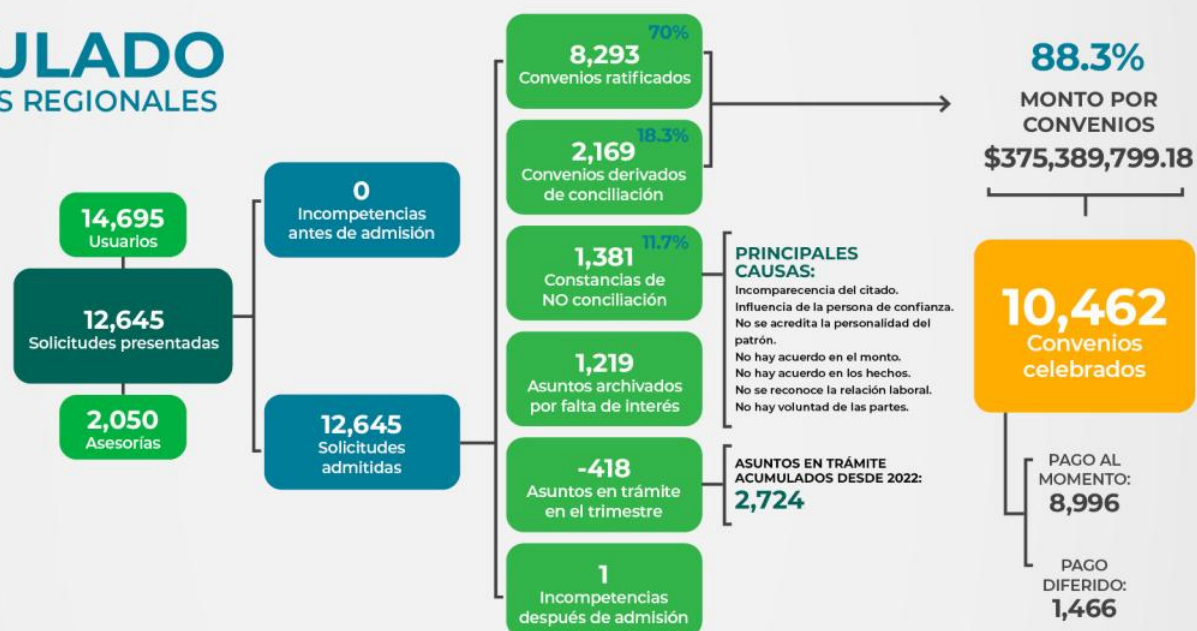 ULADO
S REGIONALES
14,695
Usuarios
12,645
Solicitudes presentadas
2,050
Asesorías
0
Incompetencias
antes de admisión
12,645
Solicitudes
admitidas
70%
8,293
Convenios ratificados
18.3%
2,169
Convenios derivados
de conciliación
11.7%
1,381
Constancias de
NO conciliación
1,219
Asuntos archivados
por falta de interés
-418
Asuntos en trámite
en el trimestre
1
Incompetencias
después de admisión
PRINCIPALES
CAUSAS:
Incomparecencia del citado.
Influencia de la persona de confianza.
No se acredita la personalidad del
patrón.
No hay acuerdo en el monto.
No hay acuerdo en los hechos.
No se reconoce la relación laboral.
No hay voluntad de las partes.
ASUNTOS EN TRÁMITE
ACUMULADOS DESDE 2022:
2,724
88.3%
MONTO POR
CONVENIOS
$375,389,799.18
10,462
Convenios
celebrados
PAGO AL
MOMENTO:
8,996
PAGO
DIFERIDO:
1,466